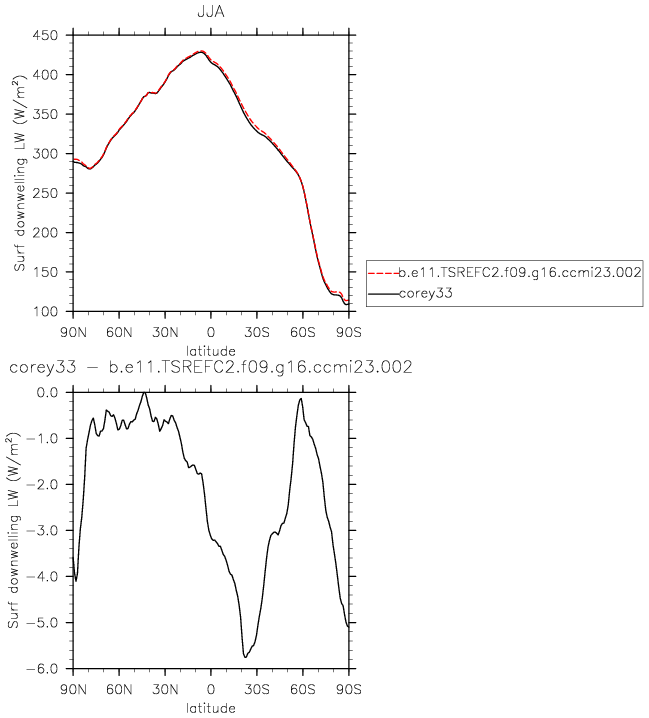 JJA
Surf downwelling LW (W/m²)
450
400
350
300
250
200
150
100
90N 60N 30N 0 30S 60S 90S
latitude
b.e11.TSREFC2.f09.g16.ccmi23.002
corey33
corey33 − b.e11.TSREFC2.f09.g16.ccmi23.002
Surf downwelling LW (W/m²)
0.0
−1.0
−2.0
−3.0
−4.0
−5.0
−6.0
90N 60N 30N 0 30S 60S 90S
latitude